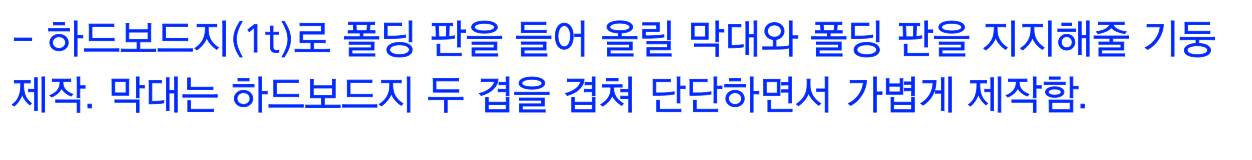 - 하드보드지(1t)로 폴딩 판을 들어 올릴 막대와 폴딩 판을 지지해줄 기둥
제작. 막대는 하드보드지 두 겹을 겹쳐 단단하면서 가볍게 제작함.